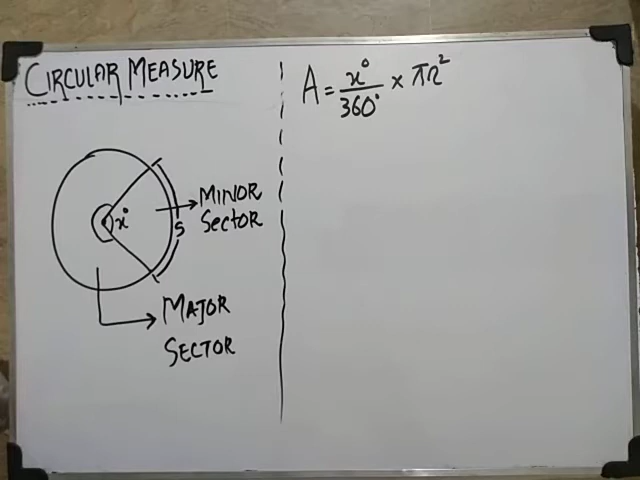 CIRCULAR MEASURE
A = x°/360° × πr²
x°
S
MINOR
SECTOR
MAJOR
SECTOR